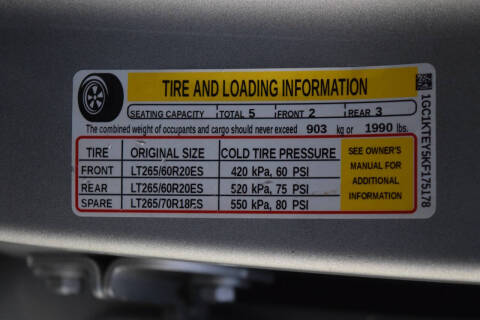 TIRE AND LOADING INFORMATION
SEATING CAPACITY TOTAL 5 FRONT 2 REAR 3
The combined weight of occupants and cargo should never exceed 903 kg or 1990 lbs.
TIRE ORIGINAL SIZE COLD TIRE PRESSURE
FRONT LT265/60R20ES 420 kPa, 60 PSI
REAR LT265/60R20ES 520 kPa, 75 PSI
SPARE LT265/70R18ES 550 kPa, 80 PSI
SEE OWNER'S
MANUAL FOR
ADDITIONAL
INFORMATION
1GC1KTEY5KF175178